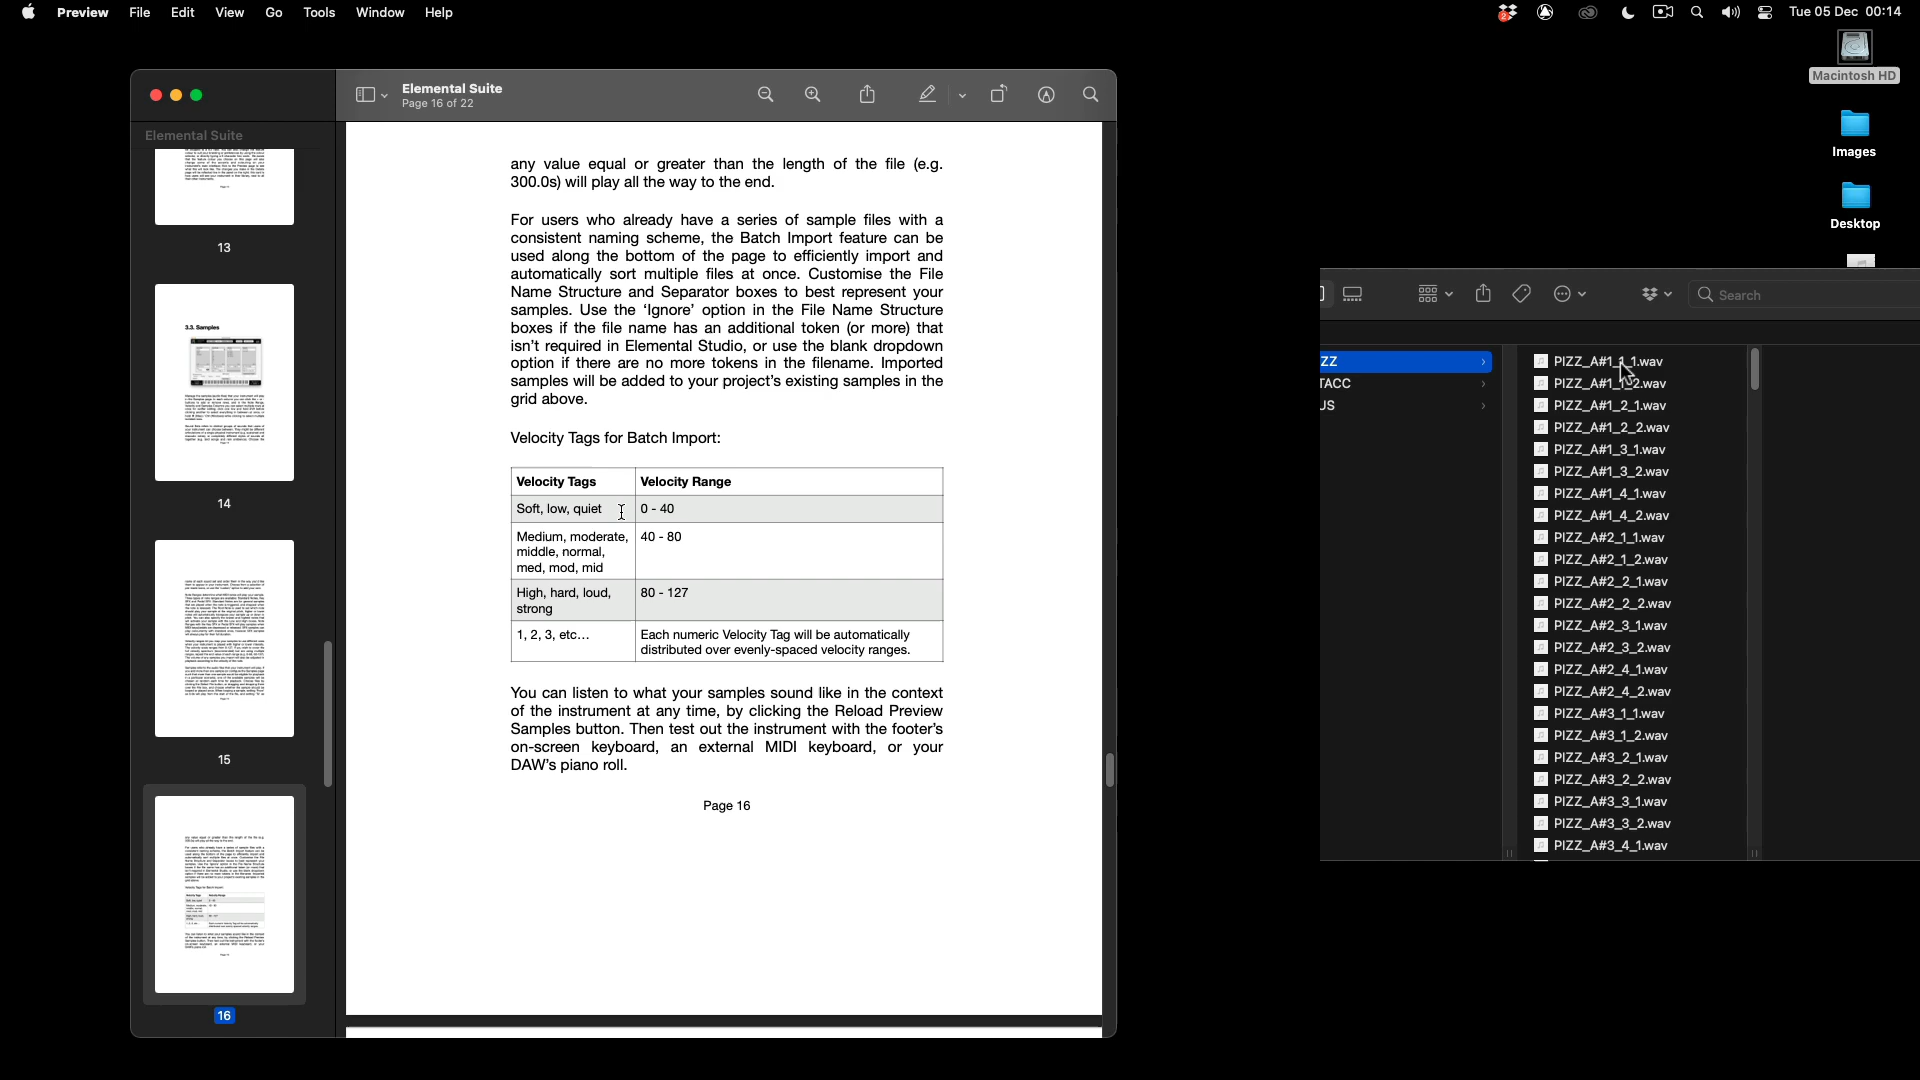 Preview File Edit View Go Tools Window Help
2
Tue 05 Dec 00:14
Macintosh HD
Images
Desktop
Elemental Suite
Page 16 of 22
Elemental Suite
13
3.3. Samples
14
15
16
any value equal or greater than the length of the file (e.g.
300.0s) will play all the way to the end.
For users who already have a series of sample files with a
consistent naming scheme, the Batch Import feature can be
used along the bottom of the page to efficiently import and
automatically sort multiple files at once. Customise the File
Name Structure and Separator boxes to best represent your
samples. Use the ‘Ignore’ option in the File Name Structure
boxes if the file name has an additional token (or more) that
isn’t required in Elemental Studio, or use the blank dropdown
option if there are no more tokens in the filename. Imported
samples will be added to your project’s existing samples in the
grid above.
Velocity Tags for Batch Import:
Velocity Tags Velocity Range
Soft, low, quiet 0 - 40
Medium, moderate, 40 - 80
middle, normal,
med, mod, mid
High, hard, loud, 80 - 127
strong
1, 2, 3, etc… Each numeric Velocity Tag will be automatically
distributed over evenly-spaced velocity ranges.
You can listen to what your samples sound like in the context
of the instrument at any time, by clicking the Reload Preview
Samples button. Then test out the instrument with the footer’s
on-screen keyboard, an external MIDI keyboard, or your
DAW’s piano roll.
Page 16
Search
ZZ
TACC
US
PIZZ_A#1_1_1.wav
PIZZ_A#1_1_2.wav
PIZZ_A#1_2_1.wav
PIZZ_A#1_2_2.wav
PIZZ_A#1_3_1.wav
PIZZ_A#1_3_2.wav
PIZZ_A#1_4_1.wav
PIZZ_A#1_4_2.wav
PIZZ_A#2_1_1.wav
PIZZ_A#2_1_2.wav
PIZZ_A#2_2_1.wav
PIZZ_A#2_2_2.wav
PIZZ_A#2_3_1.wav
PIZZ_A#2_3_2.wav
PIZZ_A#2_4_1.wav
PIZZ_A#2_4_2.wav
PIZZ_A#3_1_1.wav
PIZZ_A#3_1_2.wav
PIZZ_A#3_2_1.wav
PIZZ_A#3_2_2.wav
PIZZ_A#3_3_1.wav
PIZZ_A#3_3_2.wav
PIZZ_A#3_4_1.wav